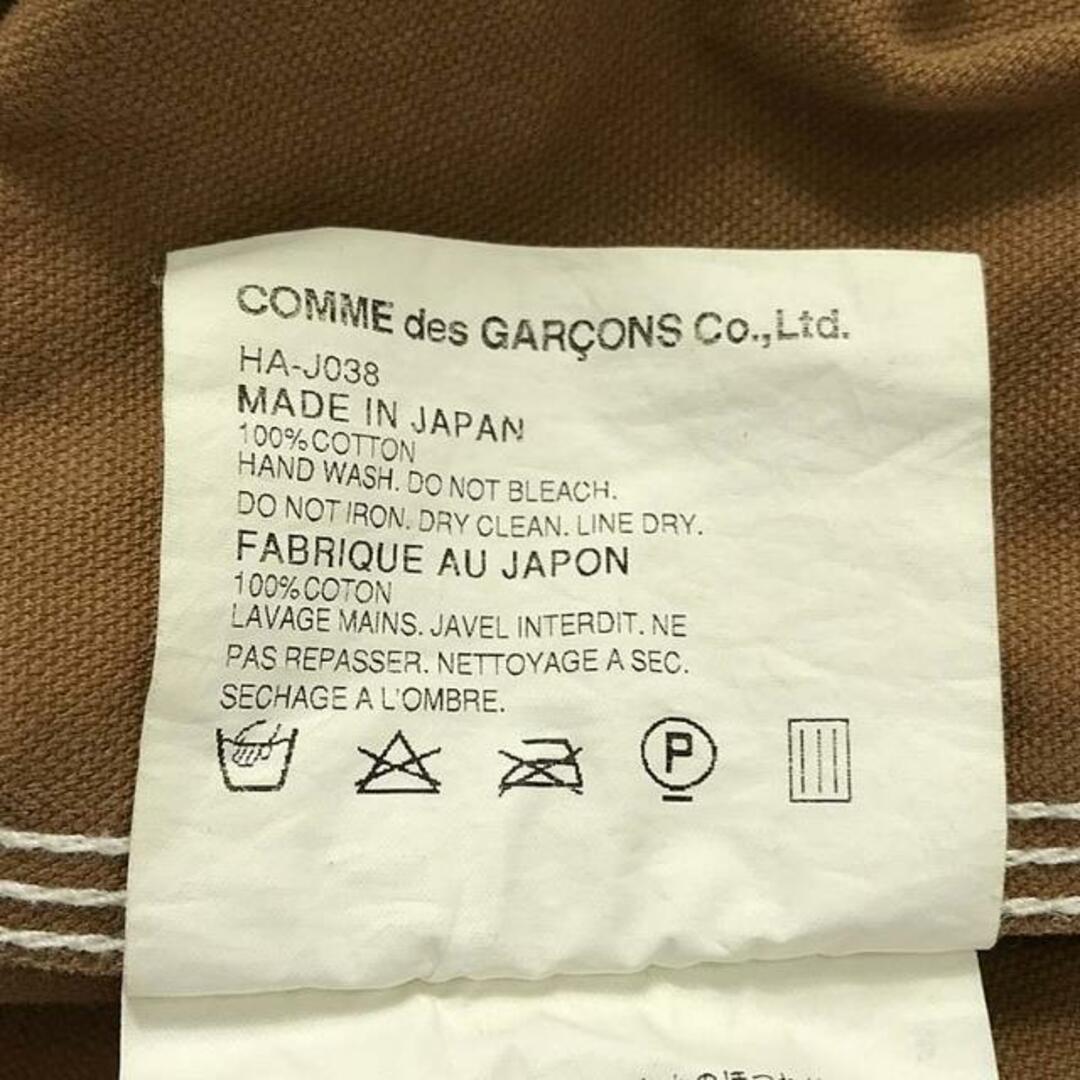 COMME des GARÇONS Co.,Ltd.
HA-J038
MADE IN JAPAN
100%COTTON
HAND WASH. DO NOT BLEACH.
DO NOT IRON. DRY CLEAN. LINE DRY.
FABRIQUE AU JAPON
100%COTON
LAVAGE MAINS. JAVEL INTERDIT. NE
PAS REPASSER. NETTOYAGE A SEC.
SECHAGE A L'OMBRE.
P